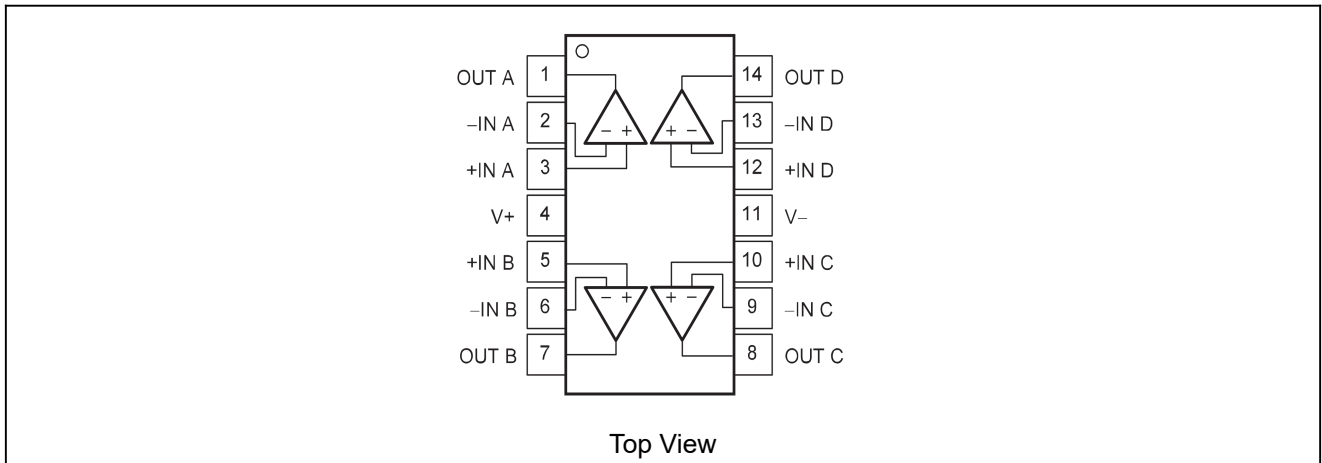 OUT A 1 14 OUT D
–IN A 2 – + + – 13 –IN D
+IN A 3 12 +IN D
V+ 4 11 V–
+IN B 5 10 +IN C
–IN B 6 – + + – 9 –IN C
OUT B 7 8 OUT C
Top View